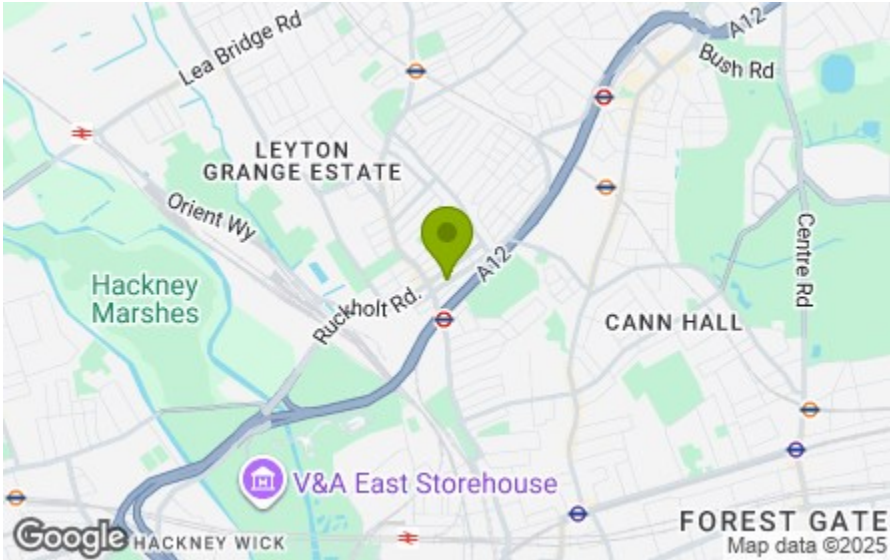 A12
Bush Rd
Lea Bridge Rd
LEYTON
GRANGE ESTATE
Orient Wy
Centre Rd
A12
Hackney
Marshes
Ruckholt Rd.
CANN HALL
V&A East Storehouse
FOREST GATE
Google
HACKNEY WICK
Map data ©2025